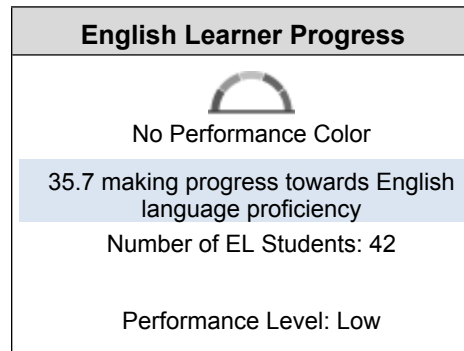 English Learner Progress
No Performance Color
35.7 making progress towards English
language proficiency
Number of EL Students: 42
Performance Level: Low